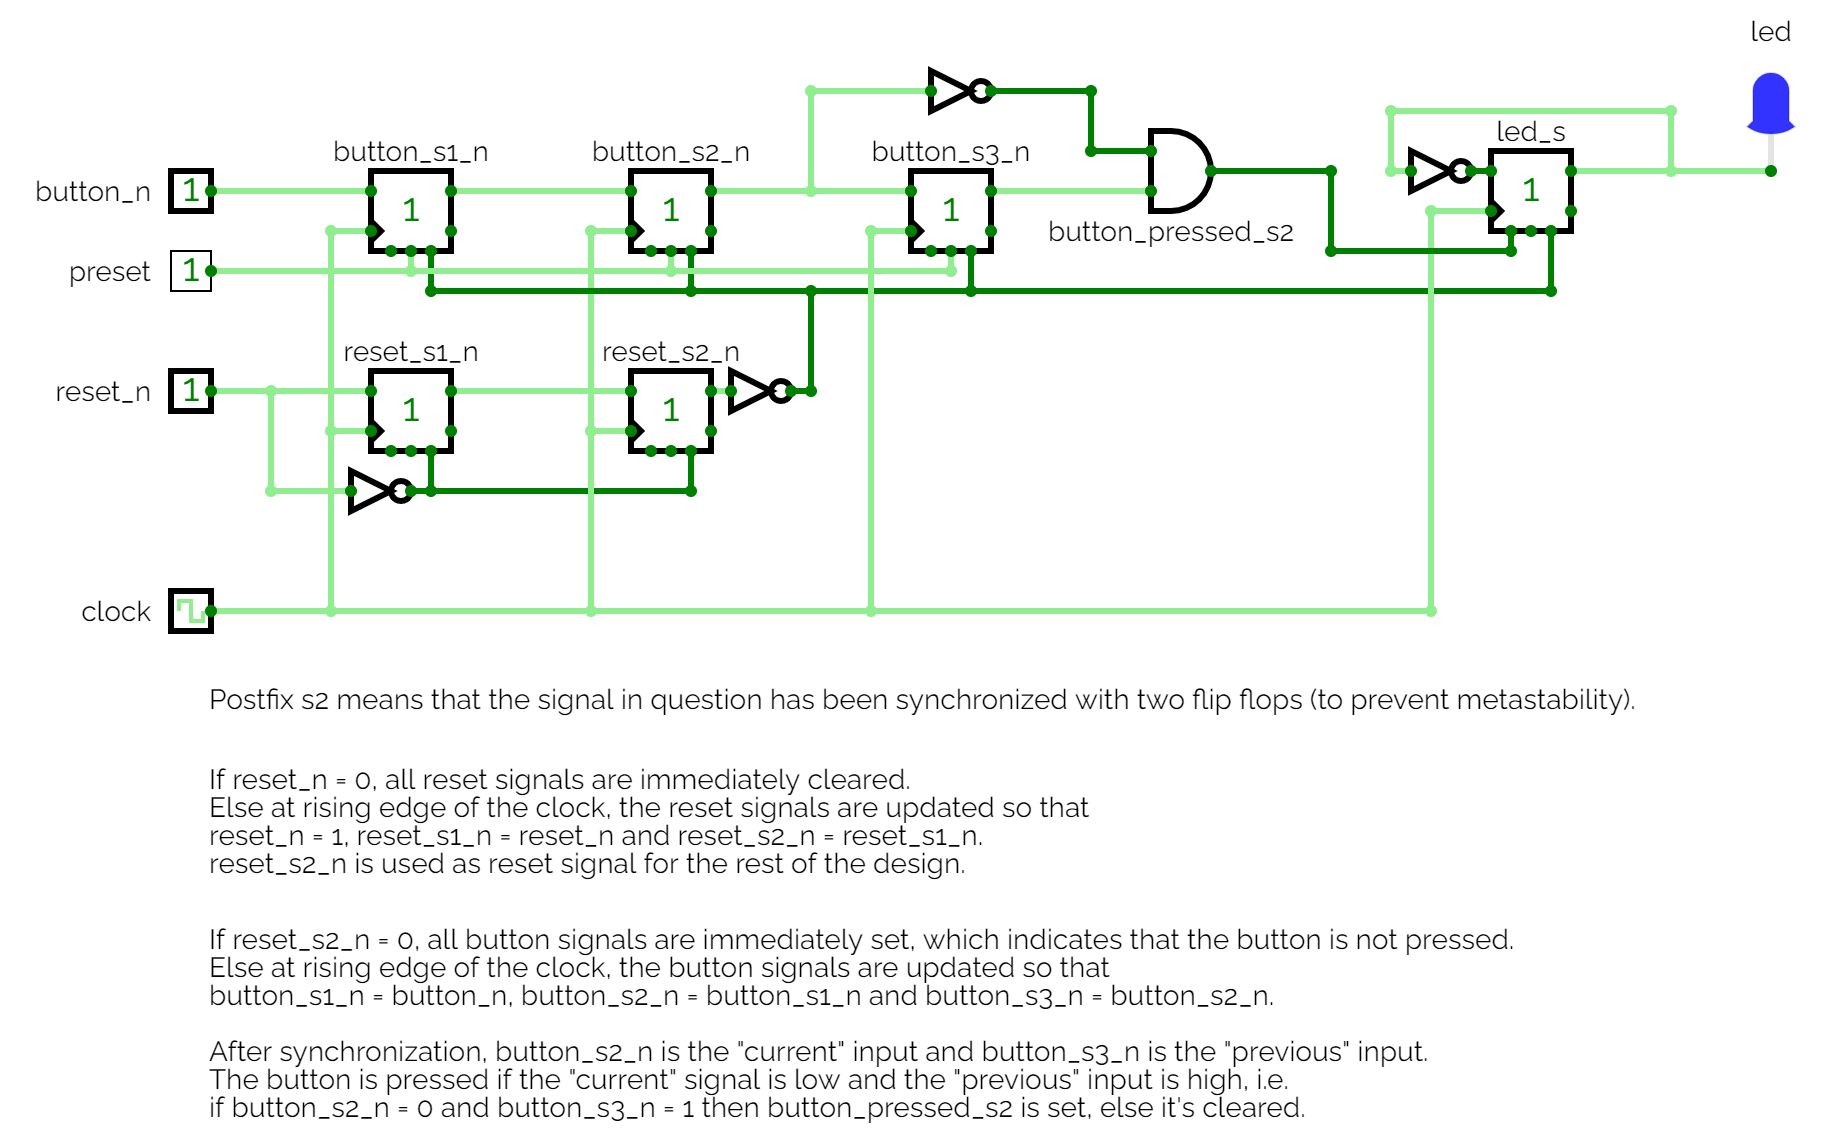 led
button_s1_n
button_s2_n
button_s3_n
led_s
button_n
1
1
1
1
1
button_pressed_s2
preset
1
reset_s1_n
reset_s2_n
reset_n
1
1
1
clock
Postfix s2 means that the signal in question has been synchronized with two flip flops (to prevent metastability).
If reset_n = 0, all reset signals are immediately cleared.
Else at rising edge of the clock, the reset signals are updated so that
reset_n = 1, reset_s1_n = reset_n and reset_s2_n = reset_s1_n.
reset_s2_n is used as reset signal for the rest of the design.
If reset_s2_n = 0, all button signals are immediately set, which indicates that the button is not pressed.
Else at rising edge of the clock, the button signals are updated so that
button_s1_n = button_n, button_s2_n = button_s1_n and button_s3_n = button_s2_n.
After synchronization, button_s2_n is the "current" input and button_s3_n is the "previous" input.
The button is pressed if the "current" signal is low and the "previous" input is high, i.e.
if button_s2_n = 0 and button_s3_n = 1 then button_pressed_s2 is set, else it's cleared.